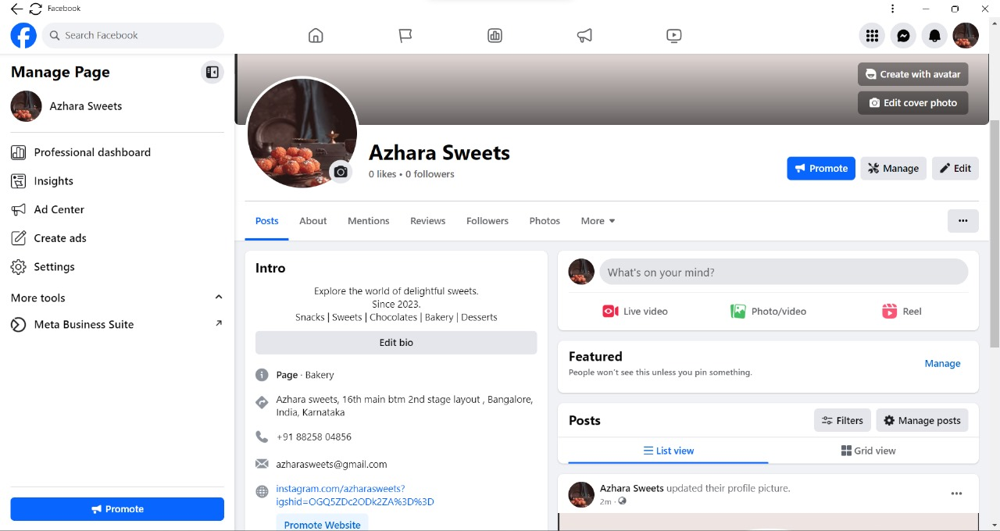 Facebook
Search Facebook
Manage Page
Azhara Sweets
Professional dashboard
Insights
Ad Center
Create ads
Settings
More tools
Meta Business Suite
Promote
Create with avatar
Edit cover photo
Azhara Sweets
0 likes • 0 followers
Promote
Manage
Edit
Posts
About
Mentions
Reviews
Followers
Photos
More
Intro
Explore the world of delightful sweets.
Since 2023.
Snacks | Sweets | Chocolates | Bakery | Desserts
Edit bio
Page · Bakery
Azhara sweets, 16th main btm 2nd stage layout , Bangalore,
India, Karnataka
+91 88258 04856
azharasweets@gmail.com
instagram.com/azharasweets?
igshid=OGQ5ZDc2ODk2ZA%3D%3D
Promote Website
What's on your mind?
Live video
Photo/video
Reel
Featured
Manage
People won't see this unless you pin something.
Posts
Filters
Manage posts
List view
Grid view
Azhara Sweets updated their profile picture.
2m ·